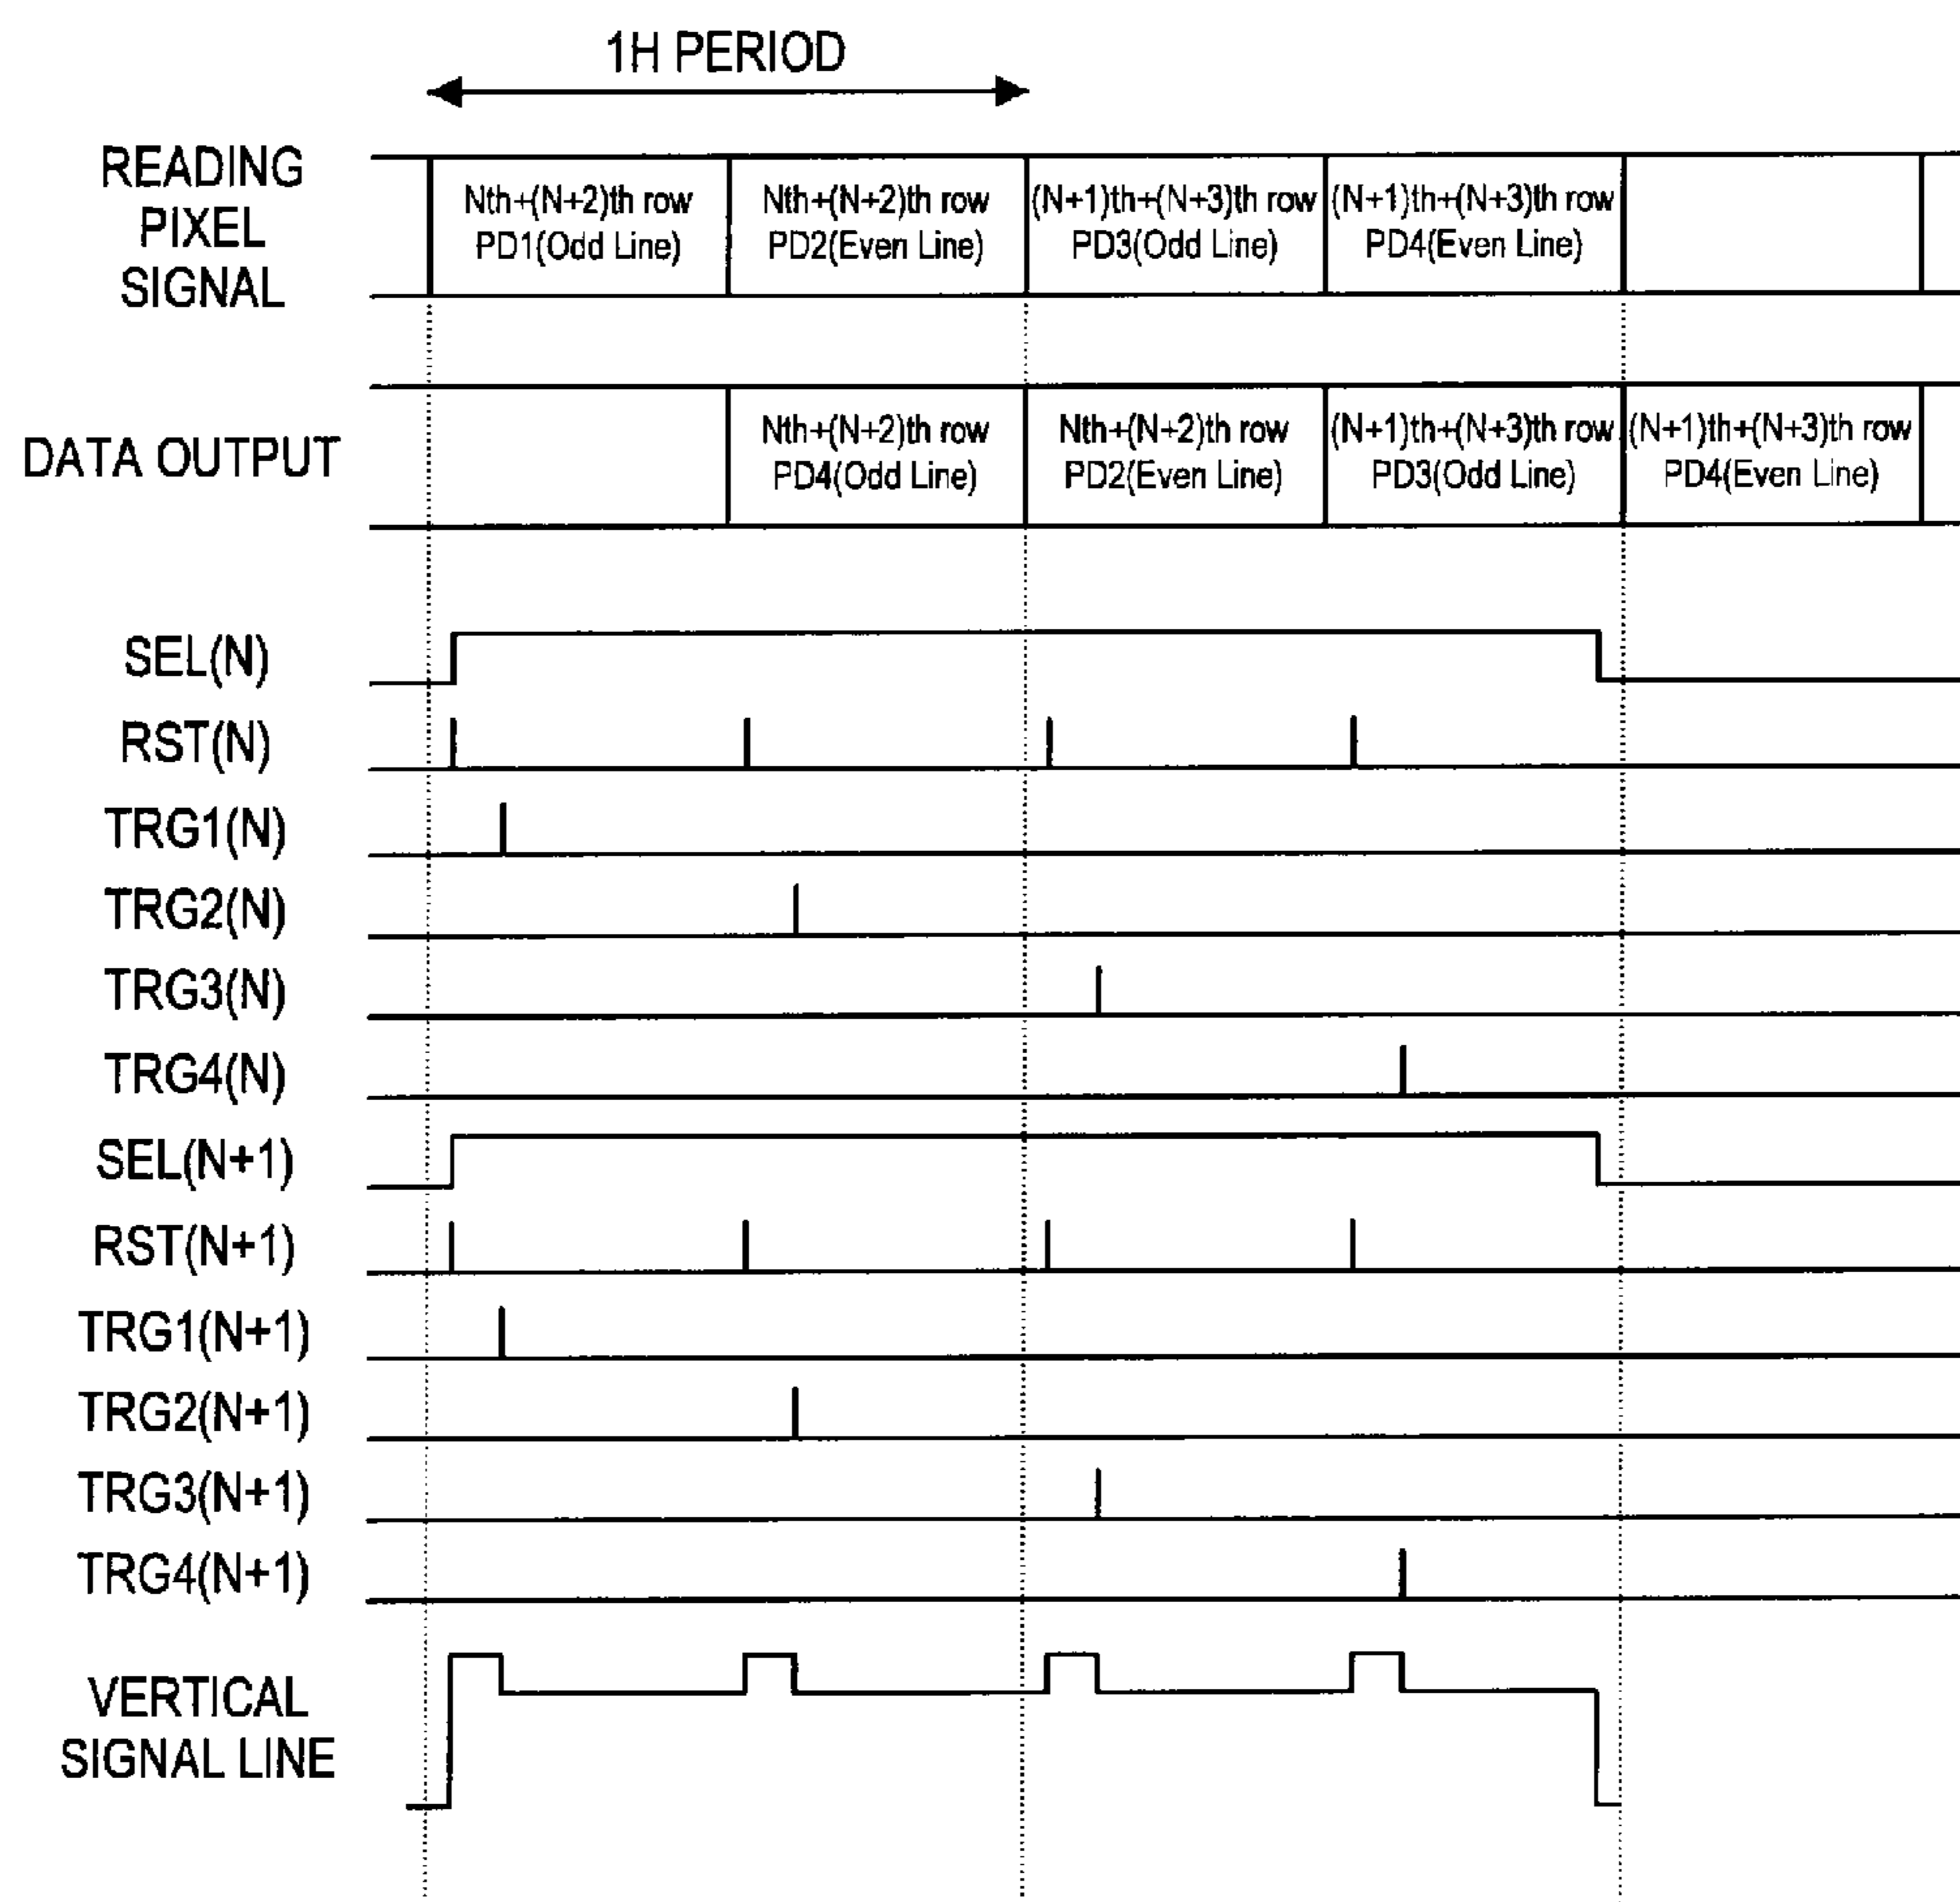 1H PERIOD
READING
PIXEL
SIGNAL
Nth+(N+2)th row
PD1(Odd Line)
Nth+(N+2)th row
PD2(Even Line)
(N+1)th+(N+3)th row
PD3(Odd Line)
(N+1)th+(N+3)th row
PD4(Even Line)
DATA OUTPUT
Nth+(N+2)th row
PD4(Odd Line)
Nth+(N+2)th row
PD2(Even Line)
(N+1)th+(N+3)th row
PD3(Odd Line)
(N+1)th+(N+3)th row
PD4(Even Line)
SEL(N)
RST(N)
TRG1(N)
TRG2(N)
TRG3(N)
TRG4(N)
SEL(N+1)
RST(N+1)
TRG1(N+1)
TRG2(N+1)
TRG3(N+1)
TRG4(N+1)
VERTICAL
SIGNAL LINE